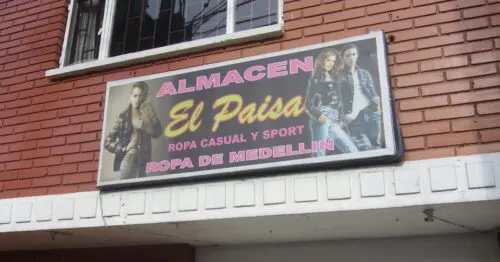 ALMACEN
El Paisa
ROPA CASUAL Y SPORT
ROPA DE MEDELLIN